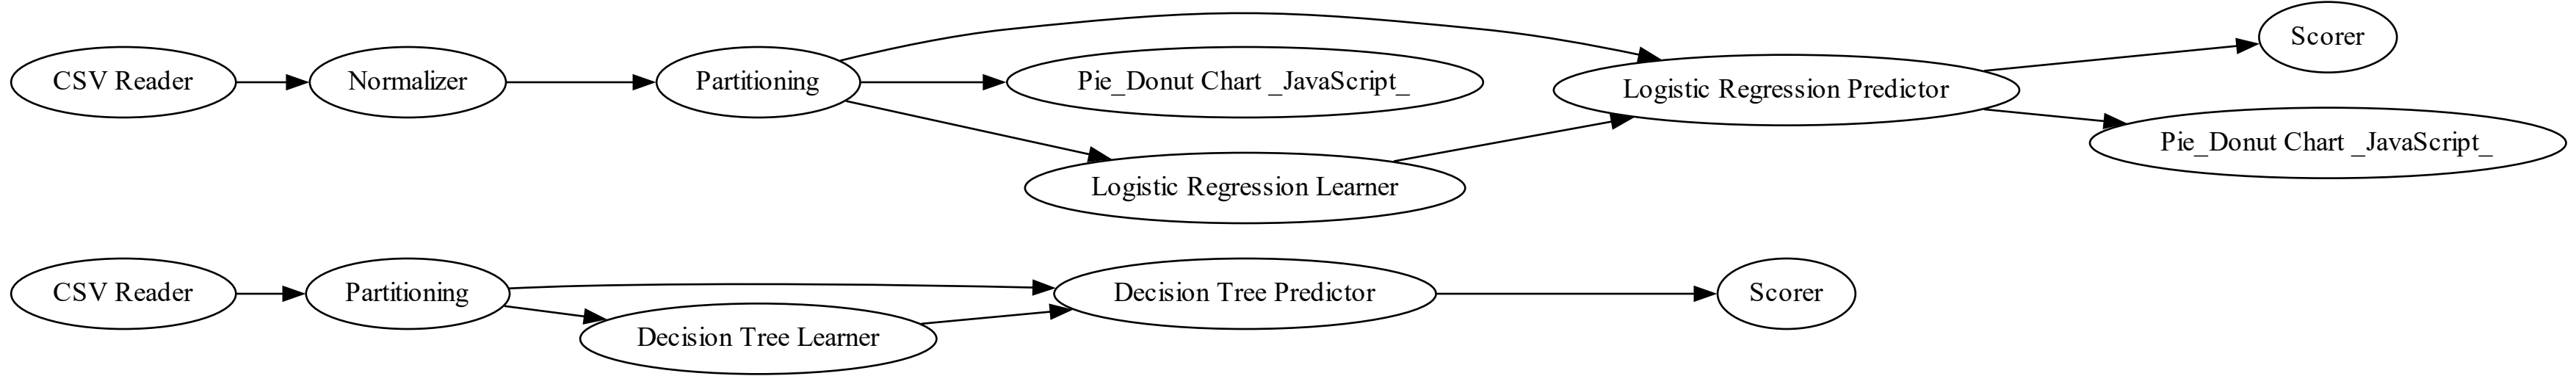 CSV Reader
Normalizer
Partitioning
Pie_Donut Chart _JavaScript_
Logistic Regression Learner
Logistic Regression Predictor
Scorer
Pie_Donut Chart _JavaScript_
CSV Reader
Partitioning
Decision Tree Learner
Decision Tree Predictor
Scorer